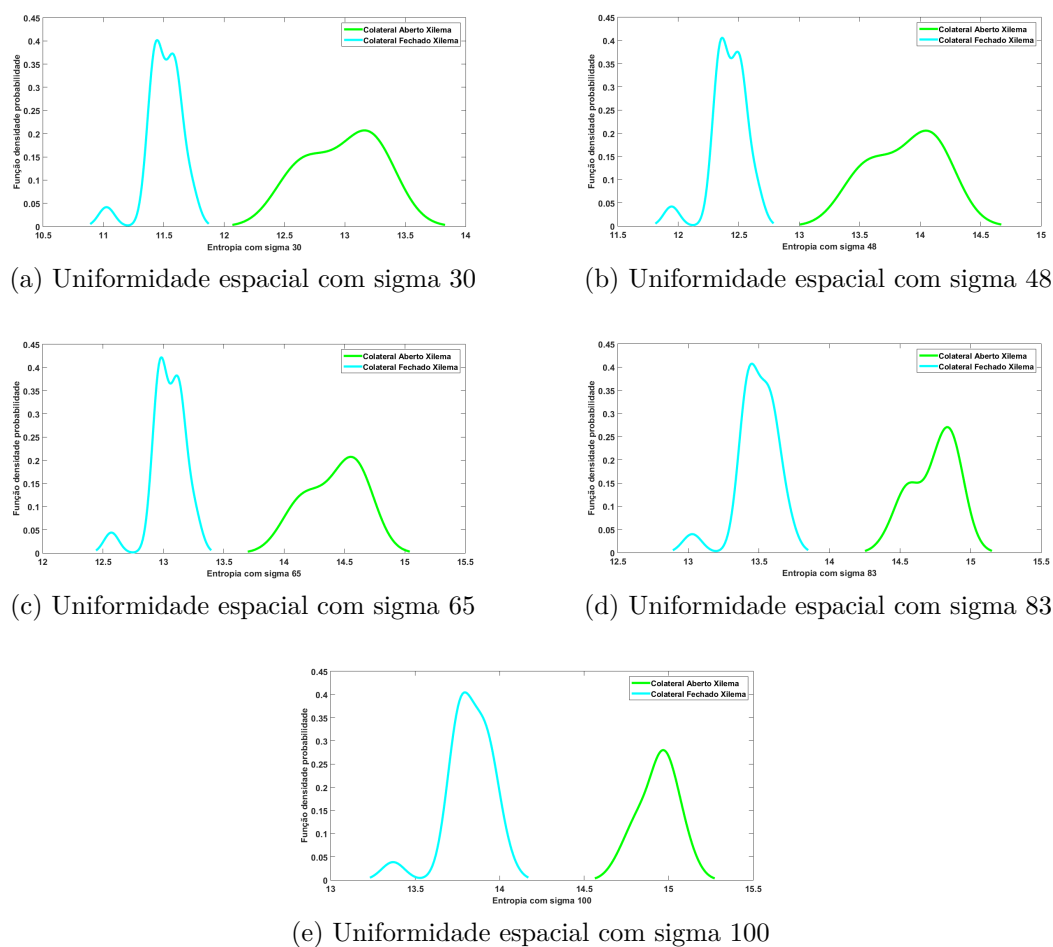 0.45
0.4
0.35
0.3
0.25
0.2
0.15
0.1
0.05
0
Função densidade probabilidade
Colateral Aberto Xilema
Colateral Fechado Xilema
10.5 11 11.5 12 12.5 13 13.5 14
Entropia com sigma 30
(a) Uniformidade espacial com sigma 30
0.45
0.4
0.35
0.3
0.25
0.2
0.15
0.1
0.05
0
Função densidade probabilidade
Colateral Aberto Xilema
Colateral Fechado Xilema
11.5 12 12.5 13 13.5 14 14.5 15
Entropia com sigma 48
(b) Uniformidade espacial com sigma 48
0.45
0.4
0.35
0.3
0.25
0.2
0.15
0.1
0.05
0
Função densidade probabilidade
Colateral Aberto Xilema
Colateral Fechado Xilema
12 12.5 13 13.5 14 14.5 15 15.5
Entropia com sigma 65
(c) Uniformidade espacial com sigma 65
0.45
0.4
0.35
0.3
0.25
0.2
0.15
0.1
0.05
0
Função densidade probabilidade
Colateral Aberto Xilema
Colateral Fechado Xilema
12.5 13 13.5 14 14.5 15 15.5
Entropia com sigma 83
(d) Uniformidade espacial com sigma 83
0.45
0.4
0.35
0.3
0.25
0.2
0.15
0.1
0.05
0
Função densidade probabilidade
Colateral Aberto Xilema
Colateral Fechado Xilema
13 13.5 14 14.5 15 15.5
Entropia com sigma 100
(e) Uniformidade espacial com sigma 100